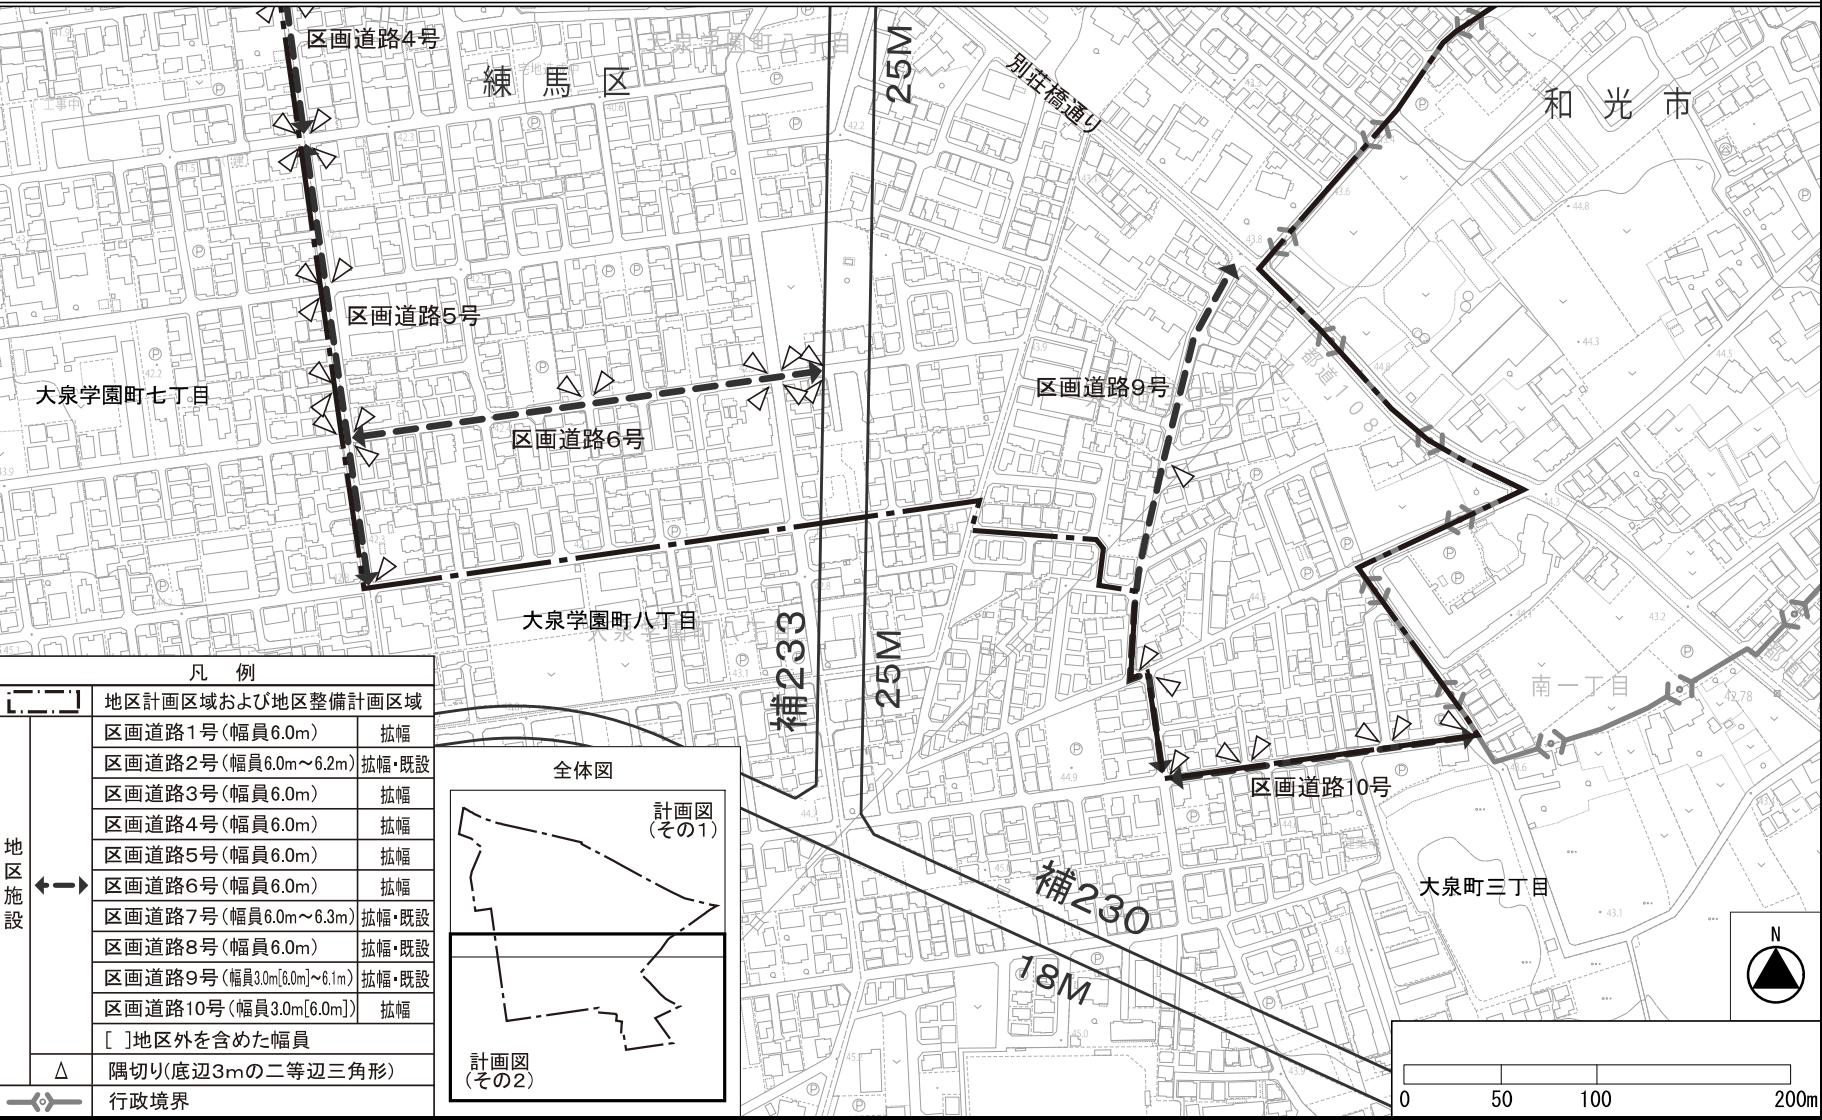 区画道路4号
大泉学園町八丁目
練馬区
25M
別荘橋通り
和光市
区画道路5号
大泉学園町七丁目
区画道路6号
区画道路9号
大泉学園町八丁目
補233
25M
南一丁目
42.78
区画道路10号
大泉町三丁目
補230
18M
凡例
地区計画区域および地区整備計画区域
地区施設
区画道路1号(幅員6.0m) 拡幅
区画道路2号(幅員6.0m~6.2m) 拡幅・既設
区画道路3号(幅員6.0m) 拡幅
区画道路4号(幅員6.0m) 拡幅
区画道路5号(幅員6.0m) 拡幅
区画道路6号(幅員6.0m) 拡幅
区画道路7号(幅員6.0m~6.3m) 拡幅・既設
区画道路8号(幅員6.0m) 拡幅・既設
区画道路9号(幅員3.0m[6.0m]~6.1m) 拡幅・既設
区画道路10号(幅員3.0m[6.0m]) 拡幅
[ ]地区外を含めた幅員
隅切り(底辺3mの二等辺三角形)
行政境界
全体図
計画図
(その1)
計画図
(その2)
N
0 50 100 200m